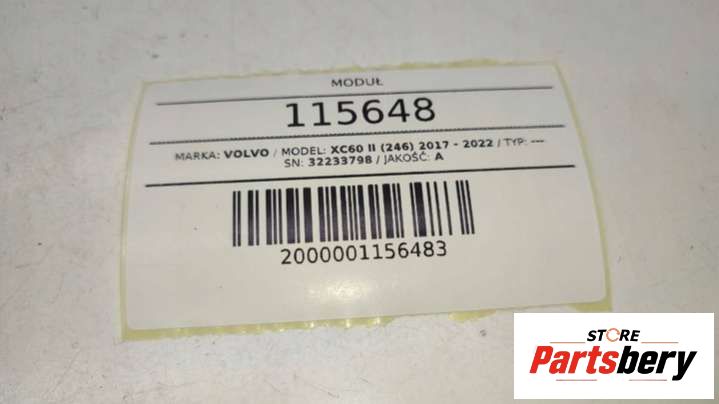 MODUŁ
115648
MARKA: VOLVO / MODEL: XC60 II (246) 2017 - 2022 / TYP: ---
SN: 32233798 / JAKOŚĆ: A
2000001156483
STORE
Partsbery